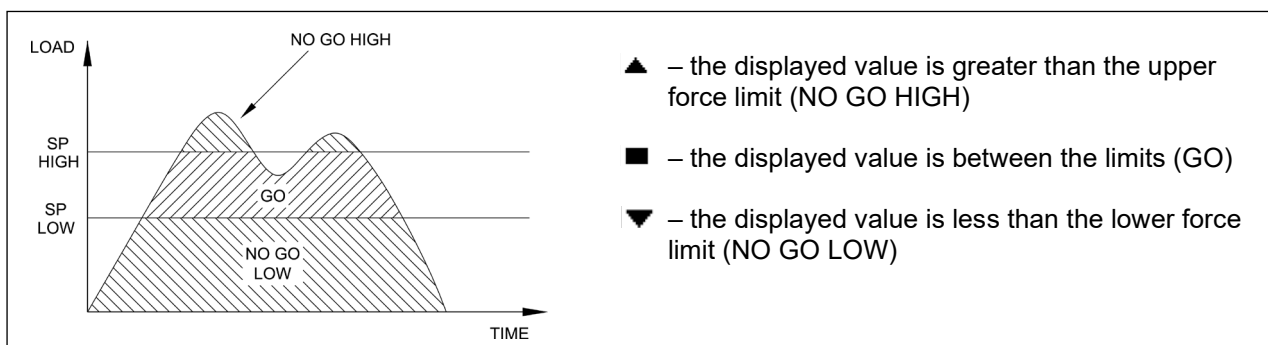 NO GO HIGH
LOAD
SP
HIGH
GO
SP
LOW
NO GO
LOW
TIME
▲ – the displayed value is greater than the upper
force limit (NO GO HIGH)
■ – the displayed value is between the limits (GO)
▼ – the displayed value is less than the lower force
limit (NO GO LOW)